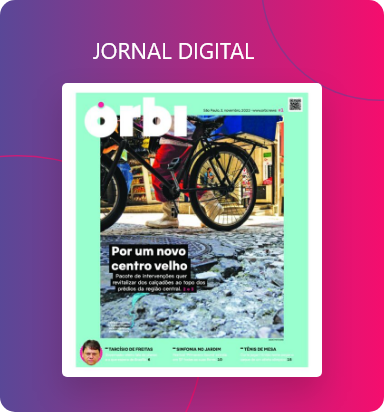 JORNAL DIGITAL
orbi
Por um novo
centro velho
Pacote de intervenções quer
revitalizar dos calçadões ao topo dos
prédios da região central.
TARCÍSIO DE FREITAS
SINFONIA NO JARDIM
TÊNIS DE MESA